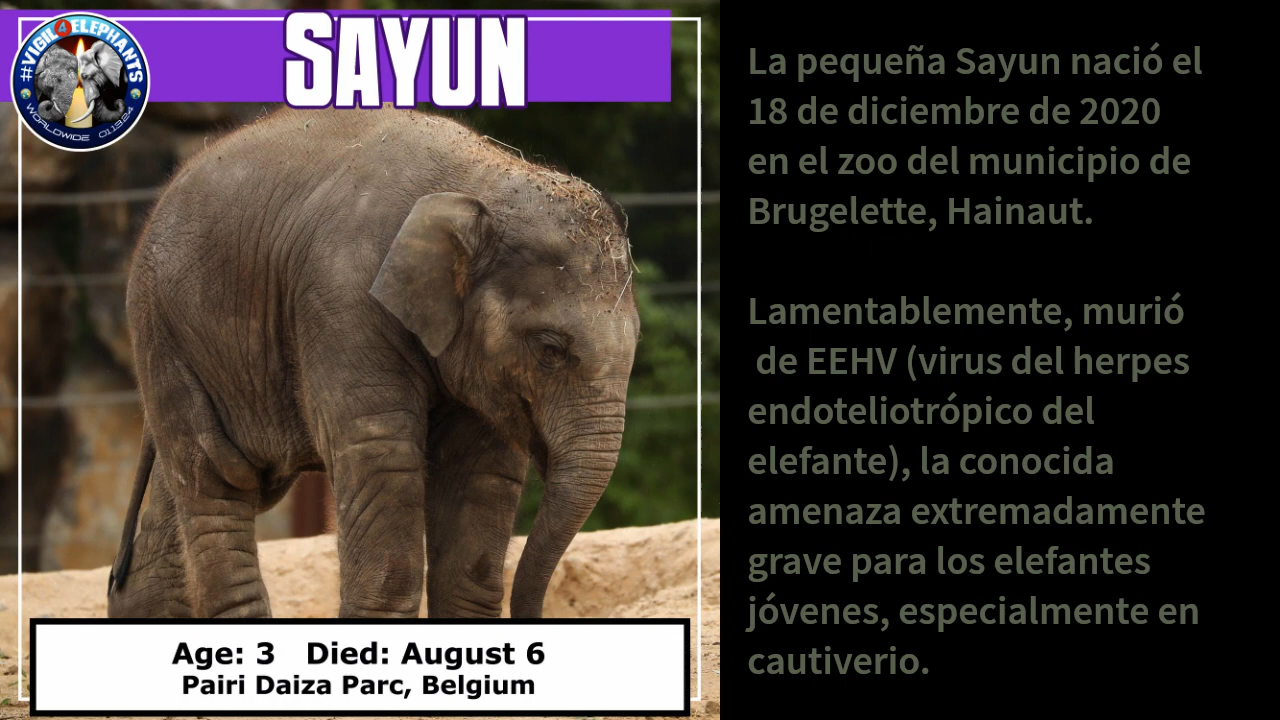 #VIGIL4ELEPHANTS
WORLDWIDE 011324
SAYUN
Age: 3 Died: August 6
Pairi Daiza Parc, Belgium
La pequeña Sayun nació el
18 de diciembre de 2020
en el zoo del municipio de
Brugelette, Hainaut.
Lamentablemente, murió
de EEHV (virus del herpes
endoteliotrópico del
elefante), la conocida
amenaza extremadamente
grave para los elefantes
jóvenes, especialmente en
cautiverio.